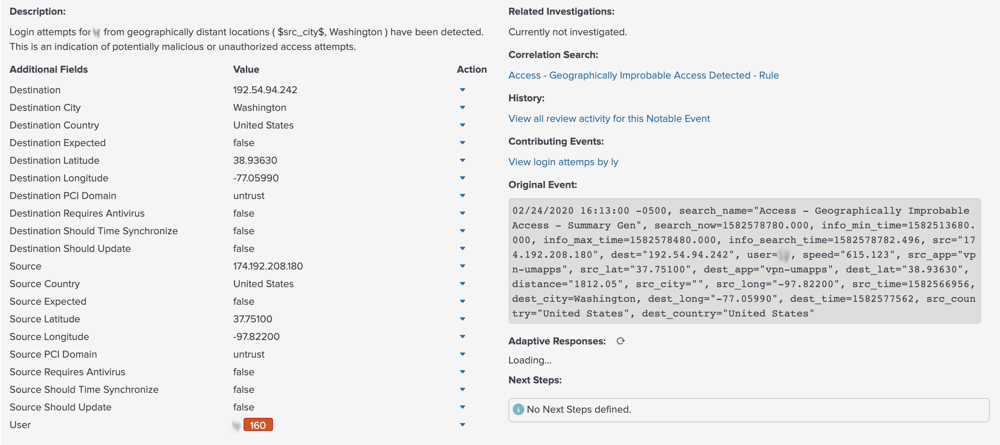 Description:
Login attempts for from geographically distant locations ( $src_city$, Washington ) have been detected.
This is an indication of potentially malicious or unauthorized access attempts.
Additional Fields Value Action
Destination 192.54.94.242
Destination City Washington
Destination Country United States
Destination Expected false
Destination Latitude 38.93630
Destination Longitude -77.05990
Destination PCI Domain untrust
Destination Requires Antivirus false
Destination Should Time Synchronize false
Destination Should Update false
Source 174.192.208.180
Source Country United States
Source Expected false
Source Latitude 37.75100
Source Longitude -97.82200
Source PCI Domain untrust
Source Requires Antivirus false
Source Should Time Synchronize false
Source Should Update false
User 160
Related Investigations:
Currently not investigated.
Correlation Search:
Access - Geographically Improbable Access Detected - Rule
History:
View all review activity for this Notable Event
Contributing Events:
View login attemps by ly
Original Event:
02/24/2020 16:13:00 -0500, search_name="Access - Geographically Improbable
Access - Summary Gen", search_now=1582578780.000, info_min_time=1582513680.
000, info_max_time=1582578480.000, info_search_time=1582578782.496, src="17
4.192.208.180", dest="192.54.94.242", user= , speed="615.123", src_app="vp
n-umapps", src_lat="37.75100", dest_app="vpn-umapps", dest_lat="38.93630",
distance="1812.05", src_city="", src_long="-97.82200", src_time=1582566956,
dest_city=Washington, dest_long="-77.05990", dest_time=1582577562, src_coun
try="United States", dest_country="United States"
Adaptive Responses:
Loading...
Next Steps:
No Next Steps defined.